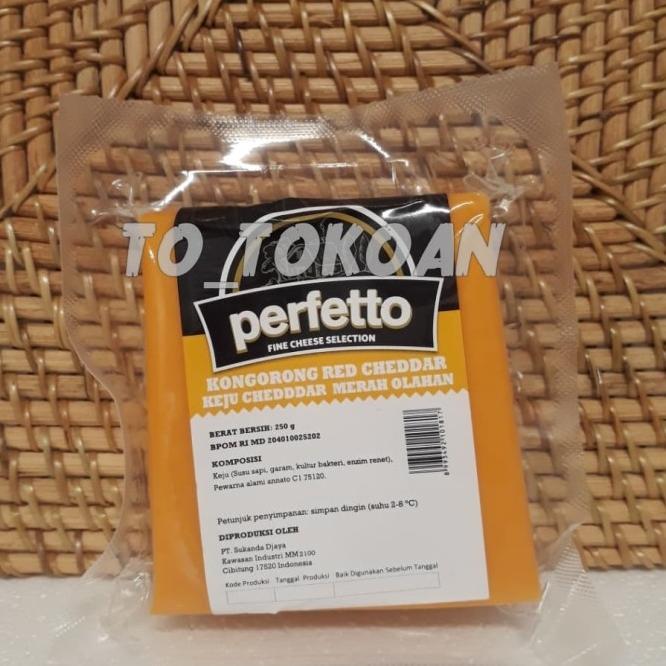 TO_TOKOAN
perfetto
FINE CHEESE SELECTION
KONGORONG RED CHEDDAR
KEJU CHEDDDAR MERAH OLAHAN
BERAT BERSIH: 250 g
BPOM RI MD 204010025202
KOMPOSISI
Keju (Susu sapi, garam, kultur bakteri, enzim renet),
Pewarna alami annato C1 75120.
Petunjuk penyimpanan: simpan dingin (suhu 2-8 °C)
DIPRODUKSI OLEH
PT. Sukanda Djaya
Kawasan Industri MM2100
Cibitung 17520 Indonesia
Kode Produksi Tanggal Produksi Baik Digunakan Sebelum Tanggal